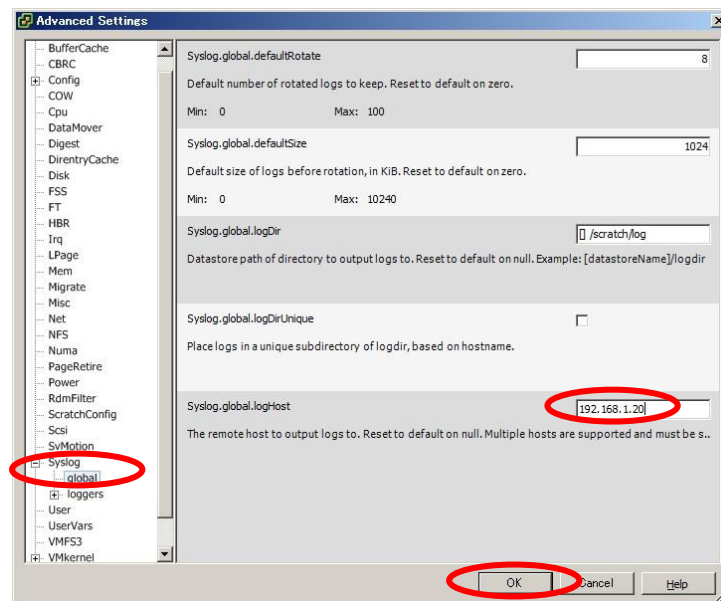 Advanced Settings
BufferCache
CBRC
Config
COW
Cpu
DataMover
Digest
DirentryCache
Disk
FSS
FT
HBR
Irq
LPage
Mem
Migrate
Misc
Net
NFS
Numa
PageRetire
Power
RdmFilter
ScratchConfig
Scsi
SvMotion
Syslog
global
loggers
User
UserVars
VMFS3
VMkernel
Syslog.global.defaultRotate
8
Default number of rotated logs to keep. Reset to default on zero.
Min: 0 Max: 100
Syslog.global.defaultSize
1024
Default size of logs before rotation, in KiB. Reset to default on zero.
Min: 0 Max: 10240
Syslog.global.logDir
[] /scratch/log
Datastore path of directory to output logs to. Reset to default on null. Example: [datastoreName]/logdir
Syslog.global.logDirUnique
Place logs in a unique subdirectory of logdir, based on hostname.
Syslog.global.logHost
192.168.1.20
The remote host to output logs to. Reset to default on null. Multiple hosts are supported and must be s..
OK Cancel Help